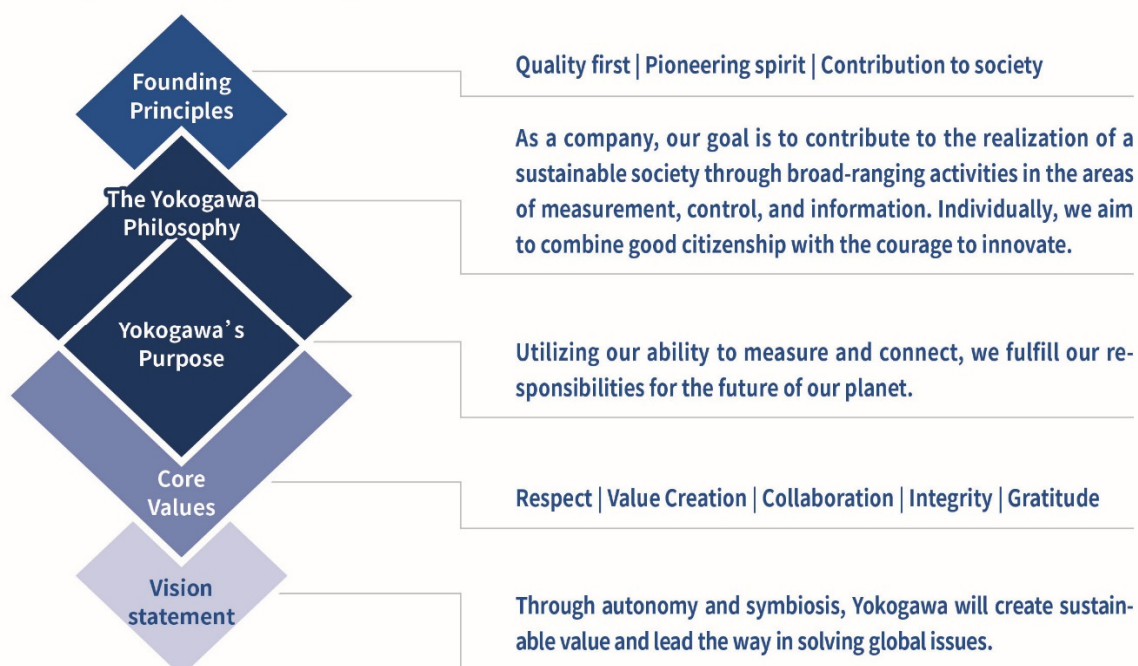 Founding
Principles
Quality first | Pioneering spirit | Contribution to society
The Yokogawa
Philosophy
As a company, our goal is to contribute to the realization of a
sustainable society through broad-ranging activities in the areas
of measurement, control, and information. Individually, we aim
to combine good citizenship with the courage to innovate.
Yokogawa’s
Purpose
Utilizing our ability to measure and connect, we fulfill our re-
sponsibilities for the future of our planet.
Core
Values
Respect | Value Creation | Collaboration | Integrity | Gratitude
Vision
statement
Through autonomy and symbiosis, Yokogawa will create sustain-
able value and lead the way in solving global issues.